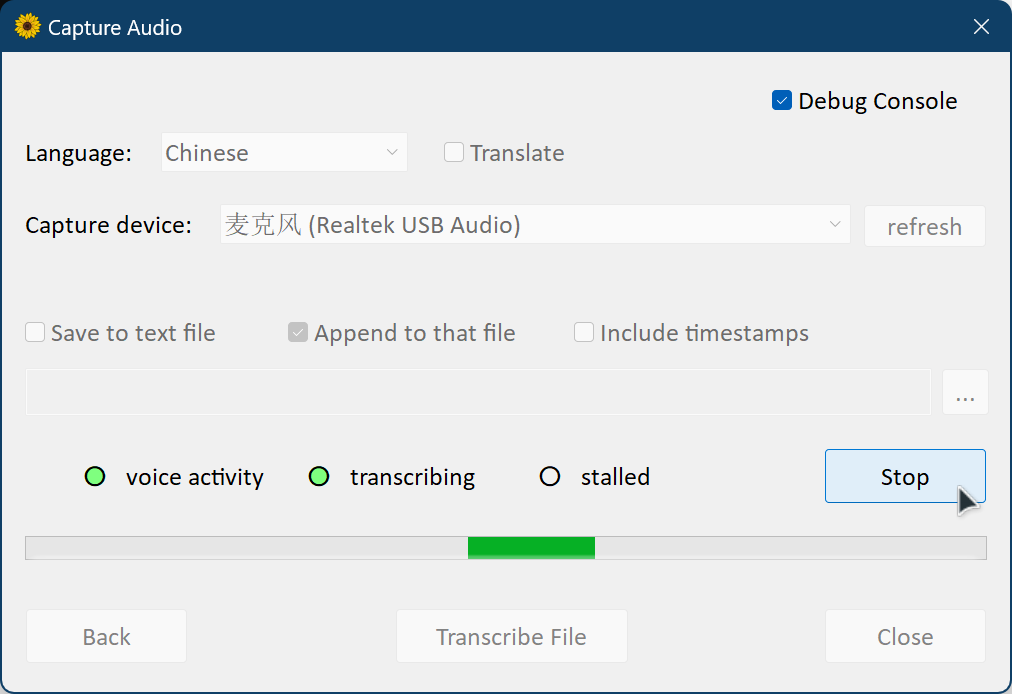 Capture Audio
Debug Console
Language: Chinese Translate
Capture device: 麦克风 (Realtek USB Audio) refresh
Save to text file Append to that file Include timestamps
...
voice activity transcribing stalled Stop
Back Transcribe File Close